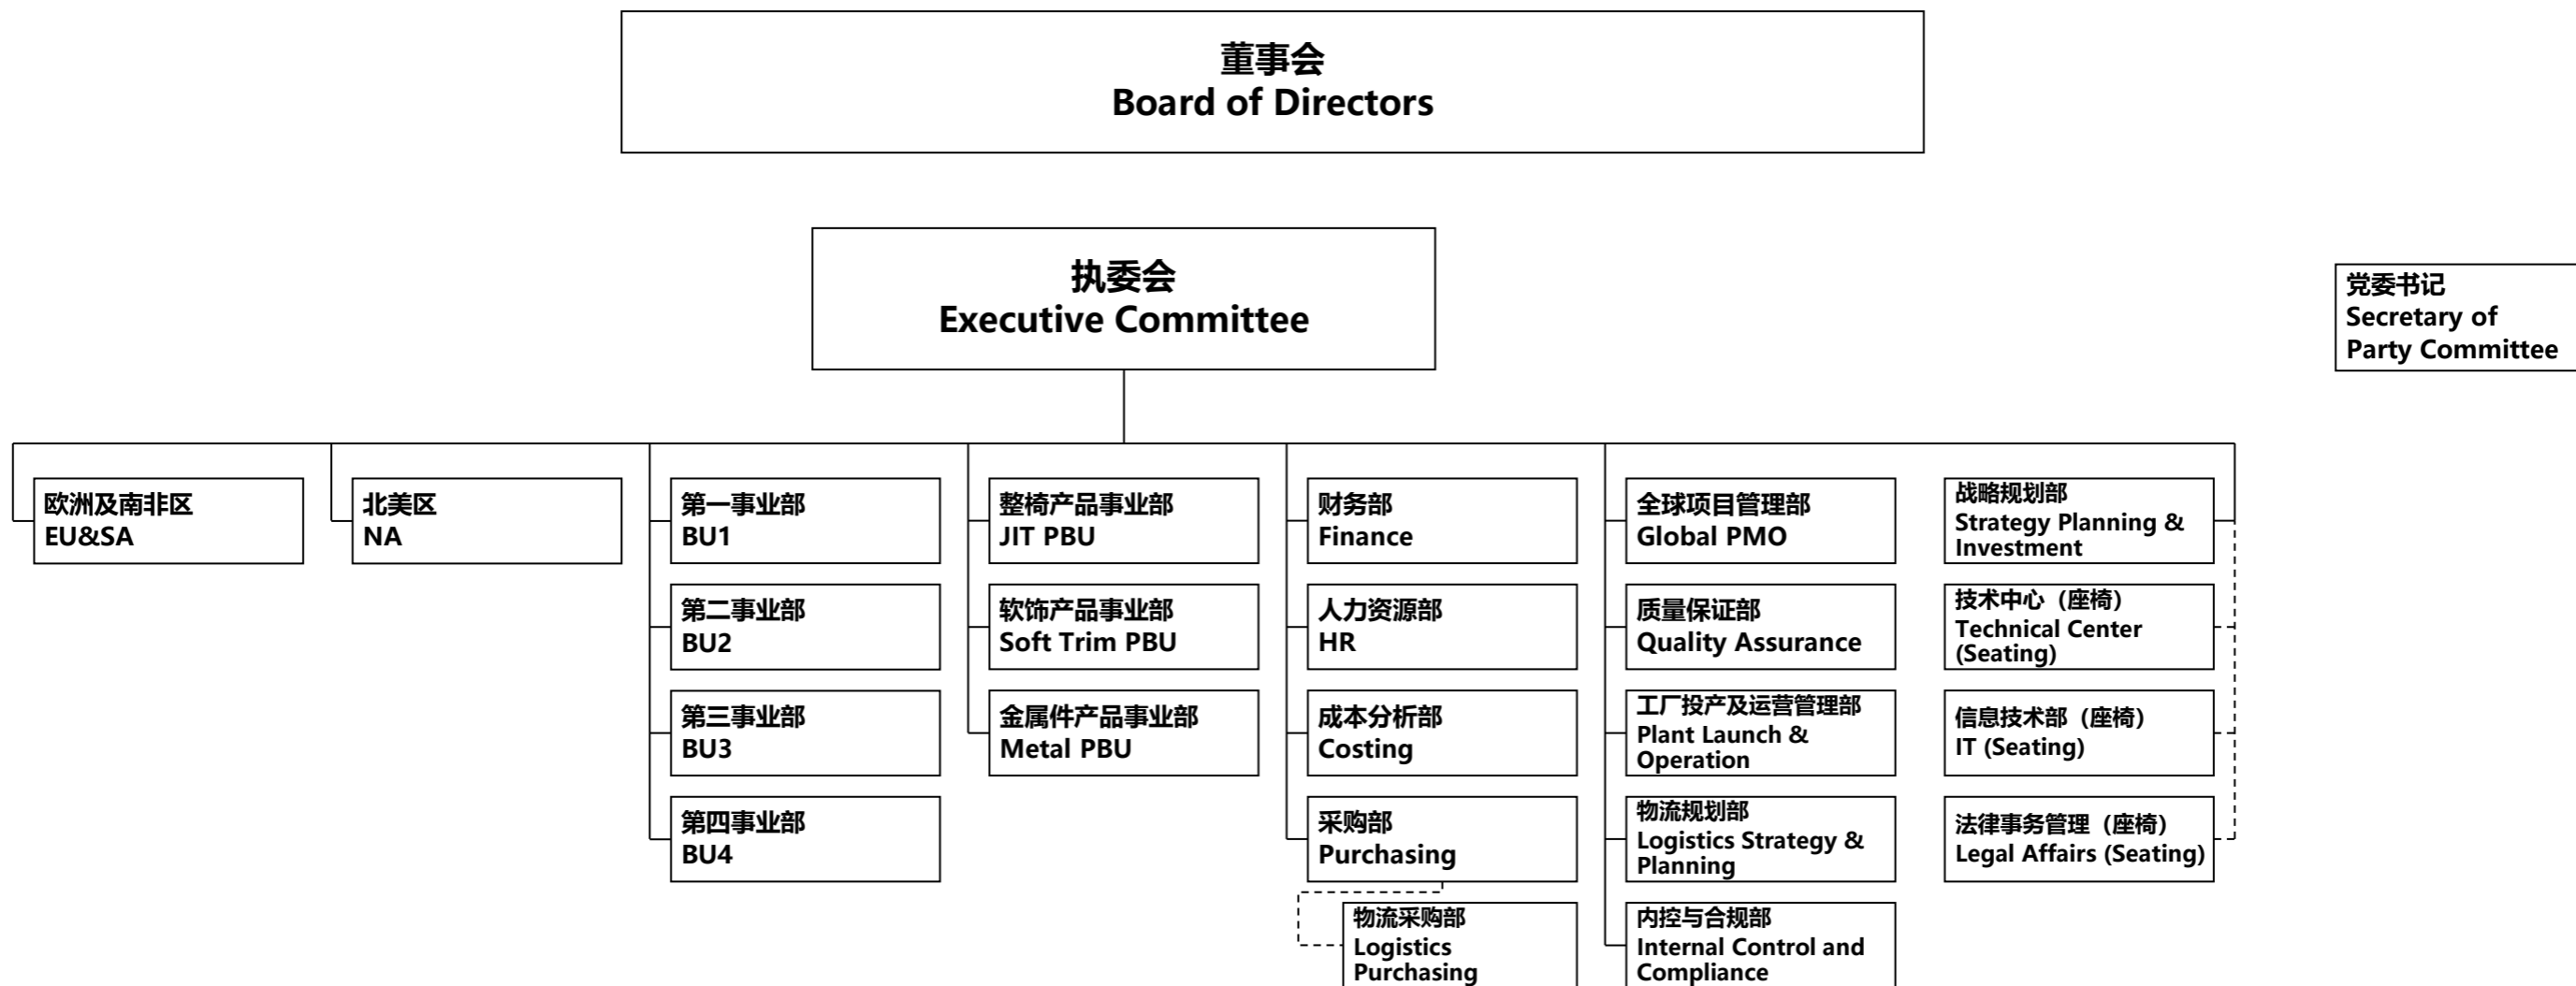 董事会
Board of Directors
执委会
Executive Committee
党委书记
Secretary of
Party Committee
欧洲及南非区
EU&SA
北美区
NA
第一事业部
BU1
第二事业部
BU2
第三事业部
BU3
第四事业部
BU4
整椅产品事业部
JIT PBU
软饰产品事业部
Soft Trim PBU
金属件产品事业部
Metal PBU
财务部
Finance
人力资源部
HR
成本分析部
Costing
采购部
Purchasing
物流采购部
Logistics
Purchasing
全球项目管理部
Global PMO
质量保证部
Quality Assurance
工厂投产及运营管理部
Plant Launch &
Operation
物流规划部
Logistics Strategy &
Planning
内控与合规部
Internal Control and
Compliance
战略规划部
Strategy Planning &
Investment
技术中心（座椅）
Technical Center
(Seating)
信息技术部（座椅）
IT (Seating)
法律事务管理（座椅）
Legal Affairs (Seating)